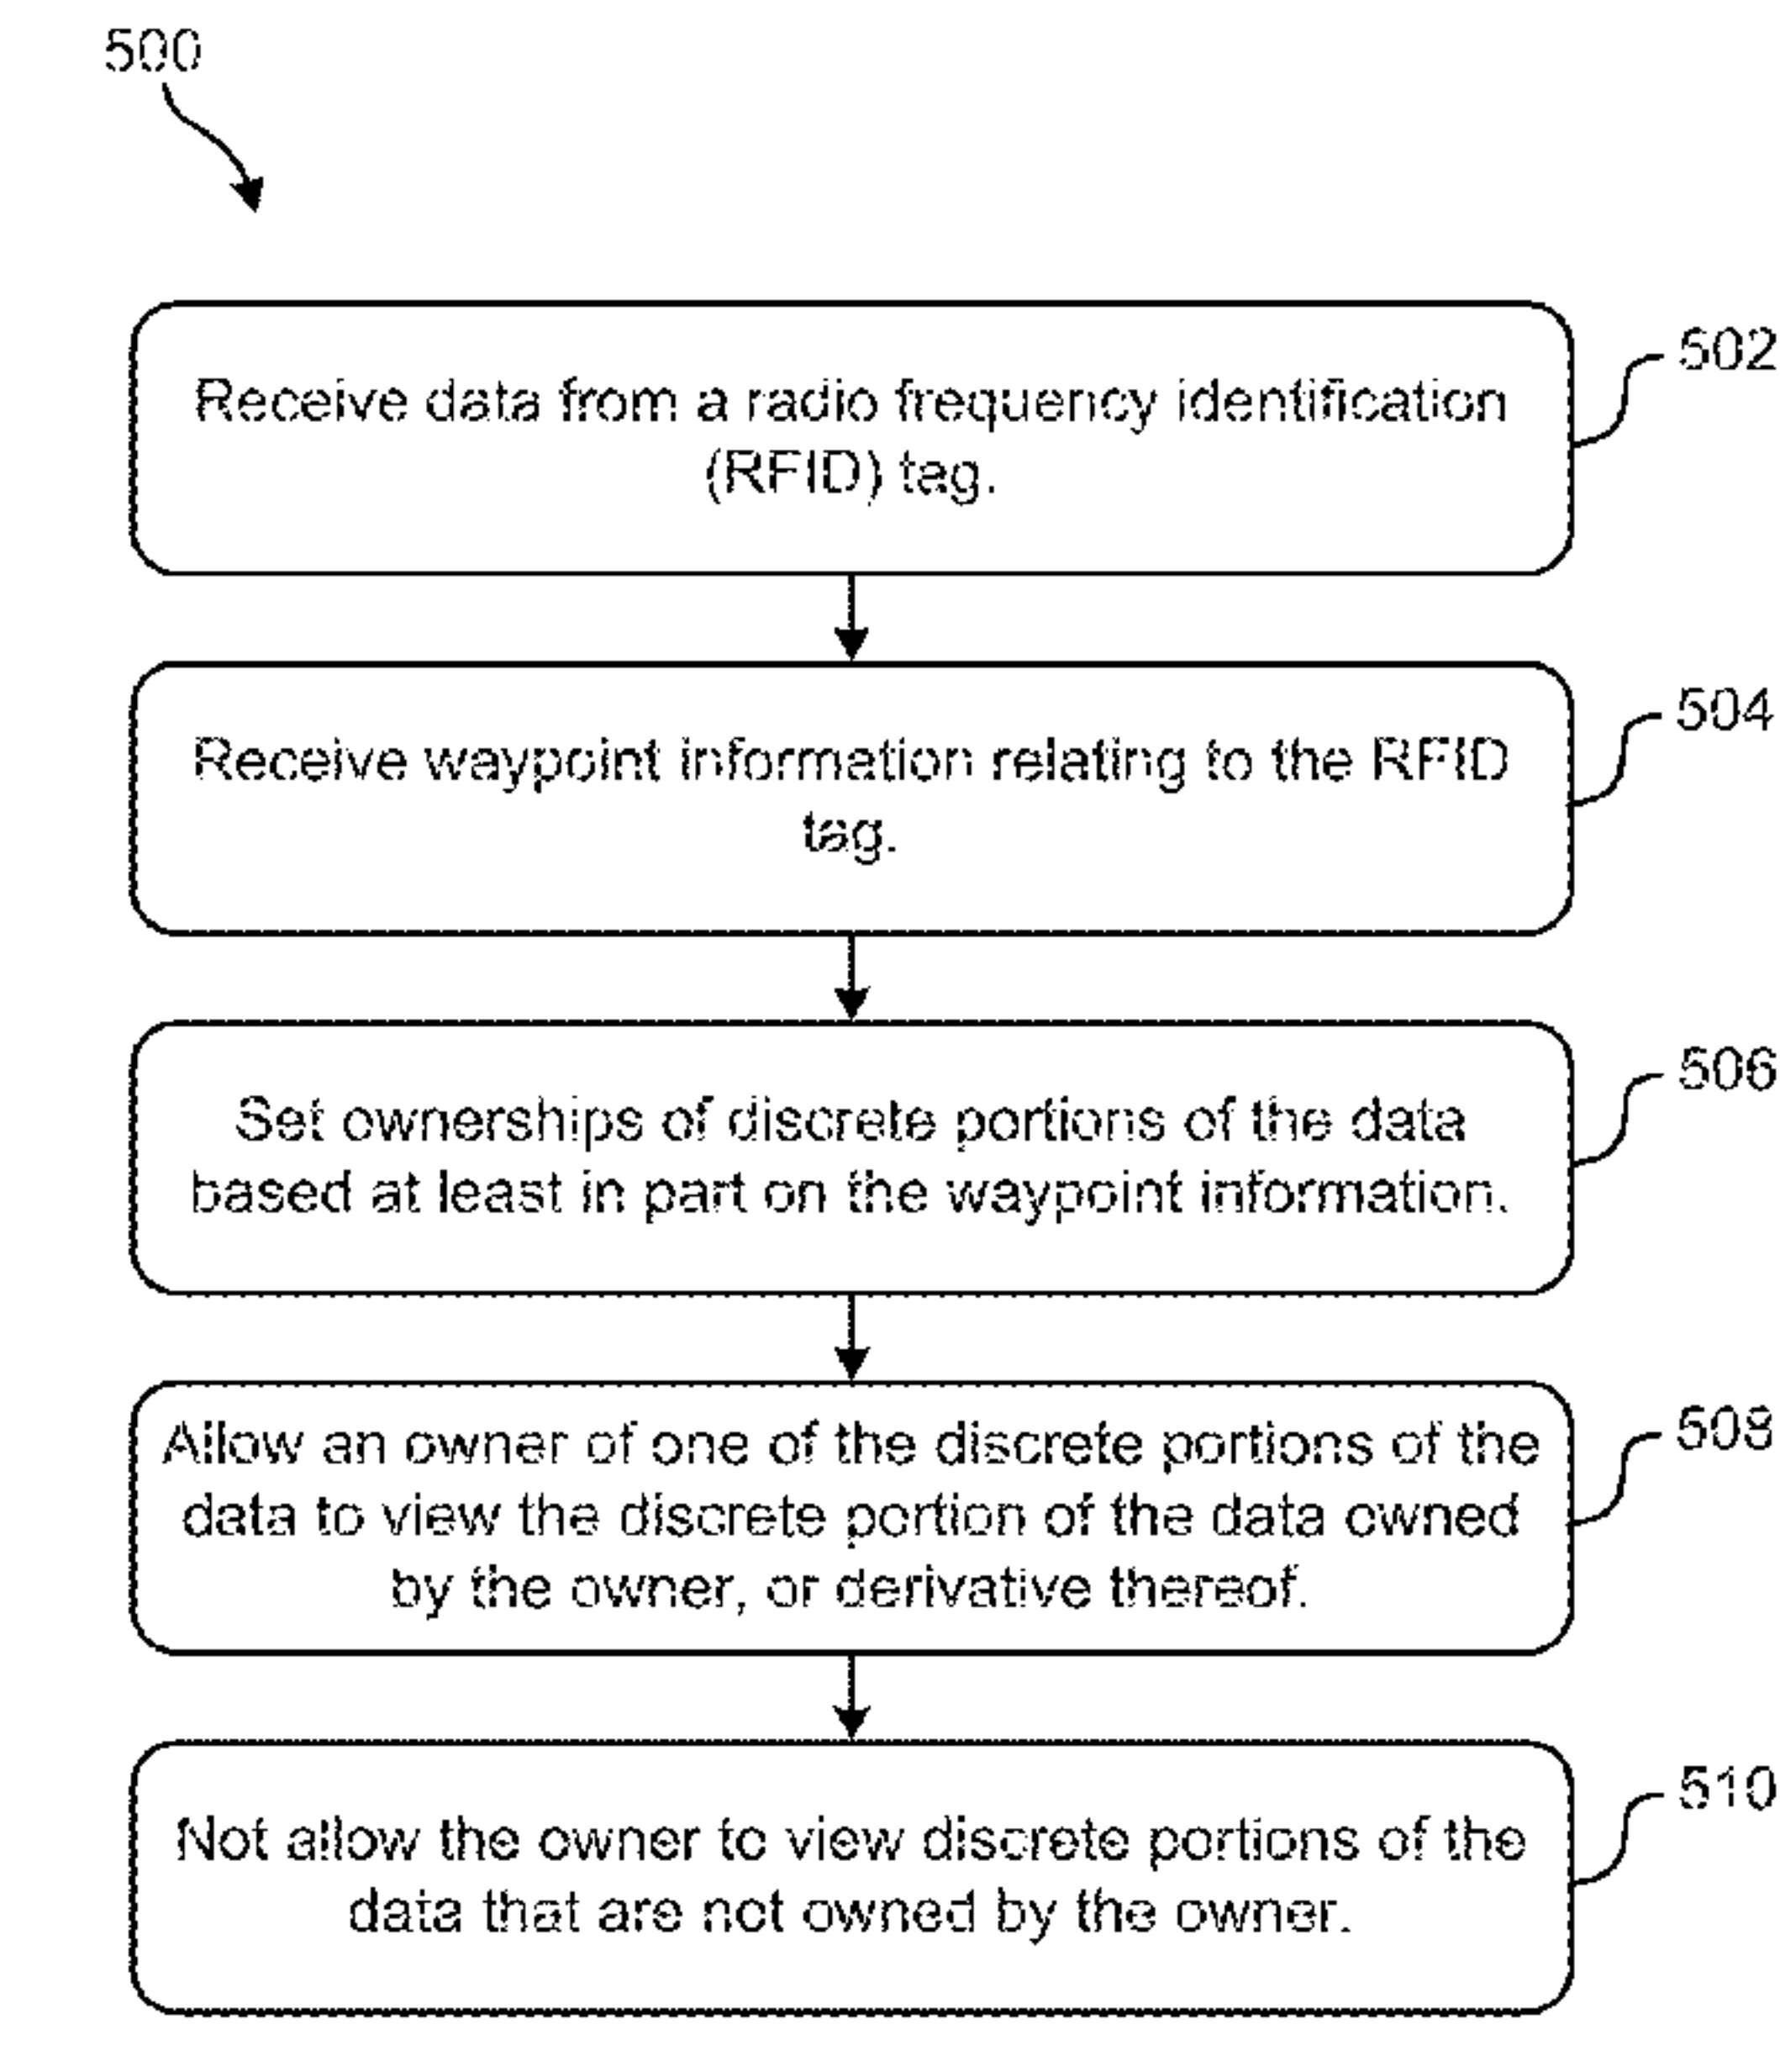 500
Receive data from a radio frequency identification
(RFID) tag.
502
Receive waypoint information relating to the RFID
tag.
504
Set ownerships of discrete portions of the data
based at least in part on the waypoint information.
506
Allow an owner of one of the discrete portions of the
data to view the discrete portion of the data owned
by the owner, or derivative thereof.
508
Not allow the owner to view discrete portions of the
data that are not owned by the owner.
510